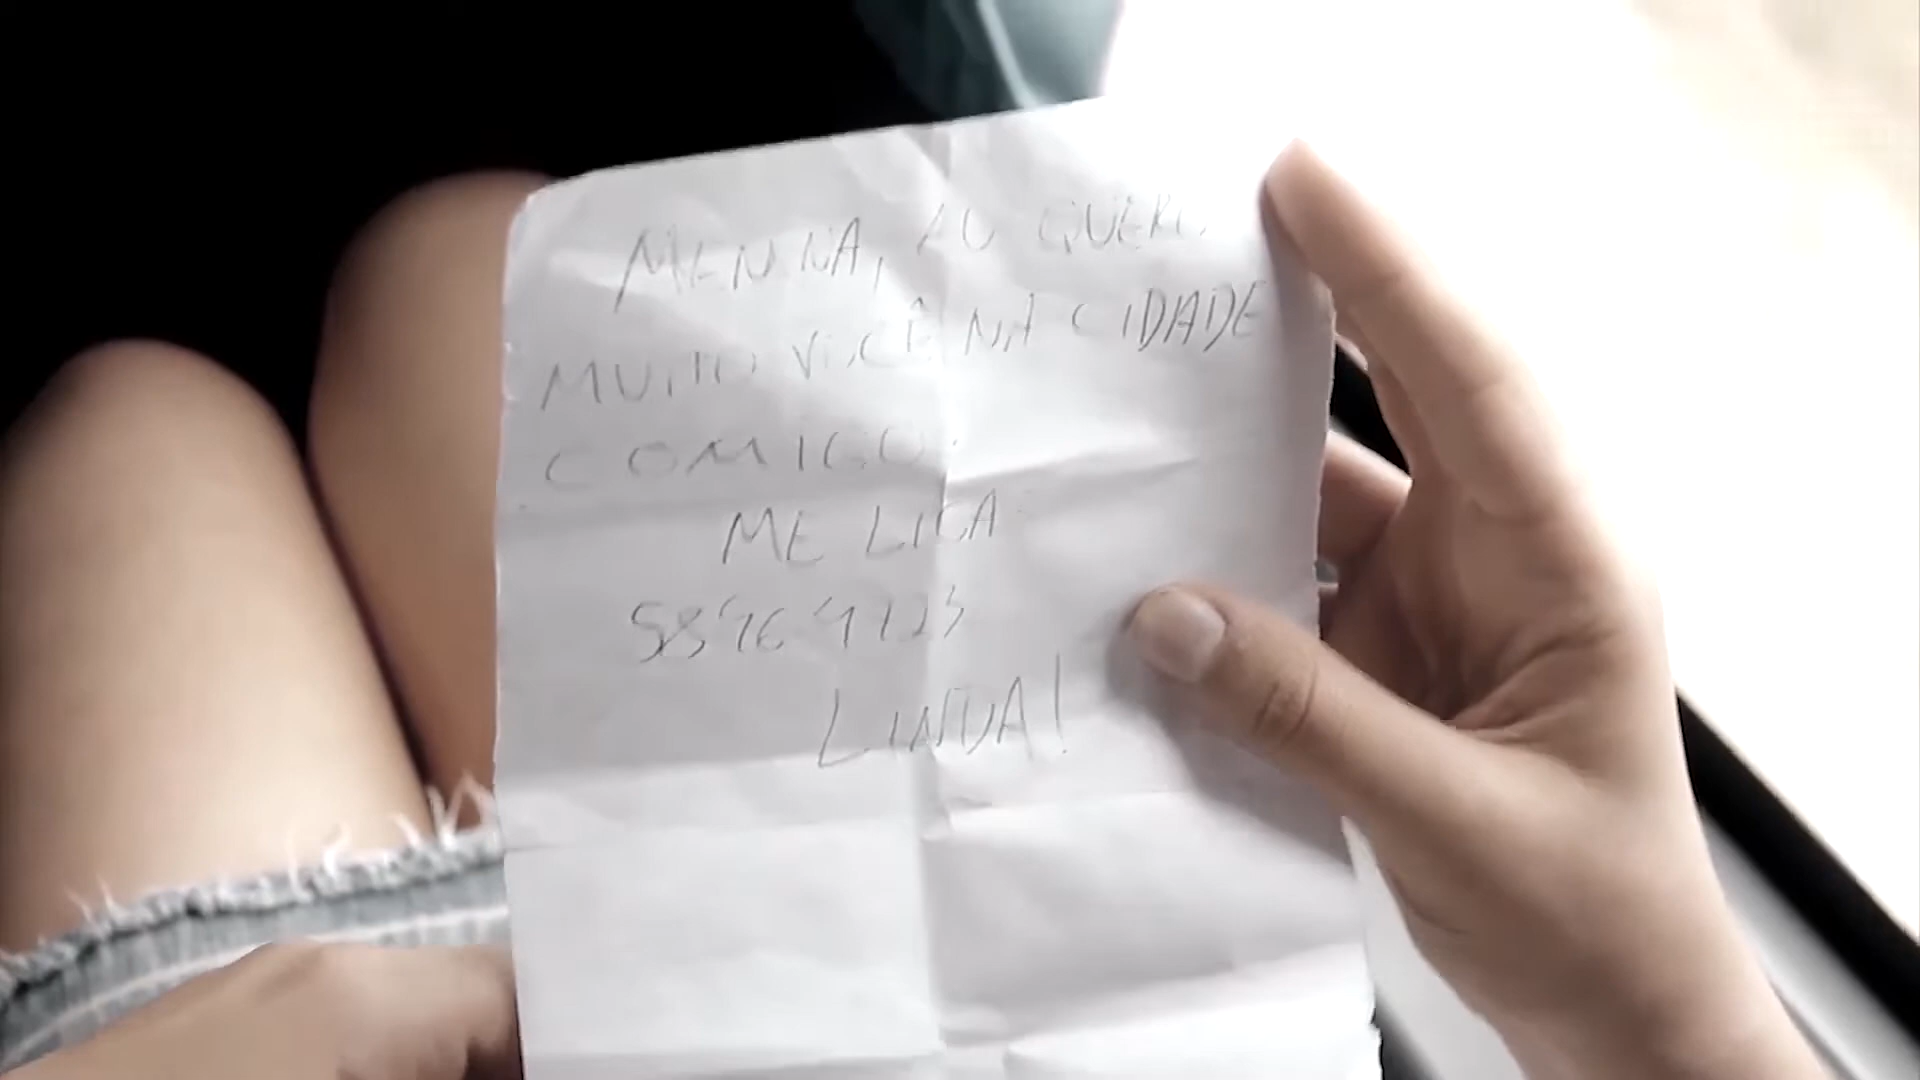 MENINA, EU QUERO
MUITO VOCÊ NA CIDADE
COMIGO.
ME LIGA
LINDA!